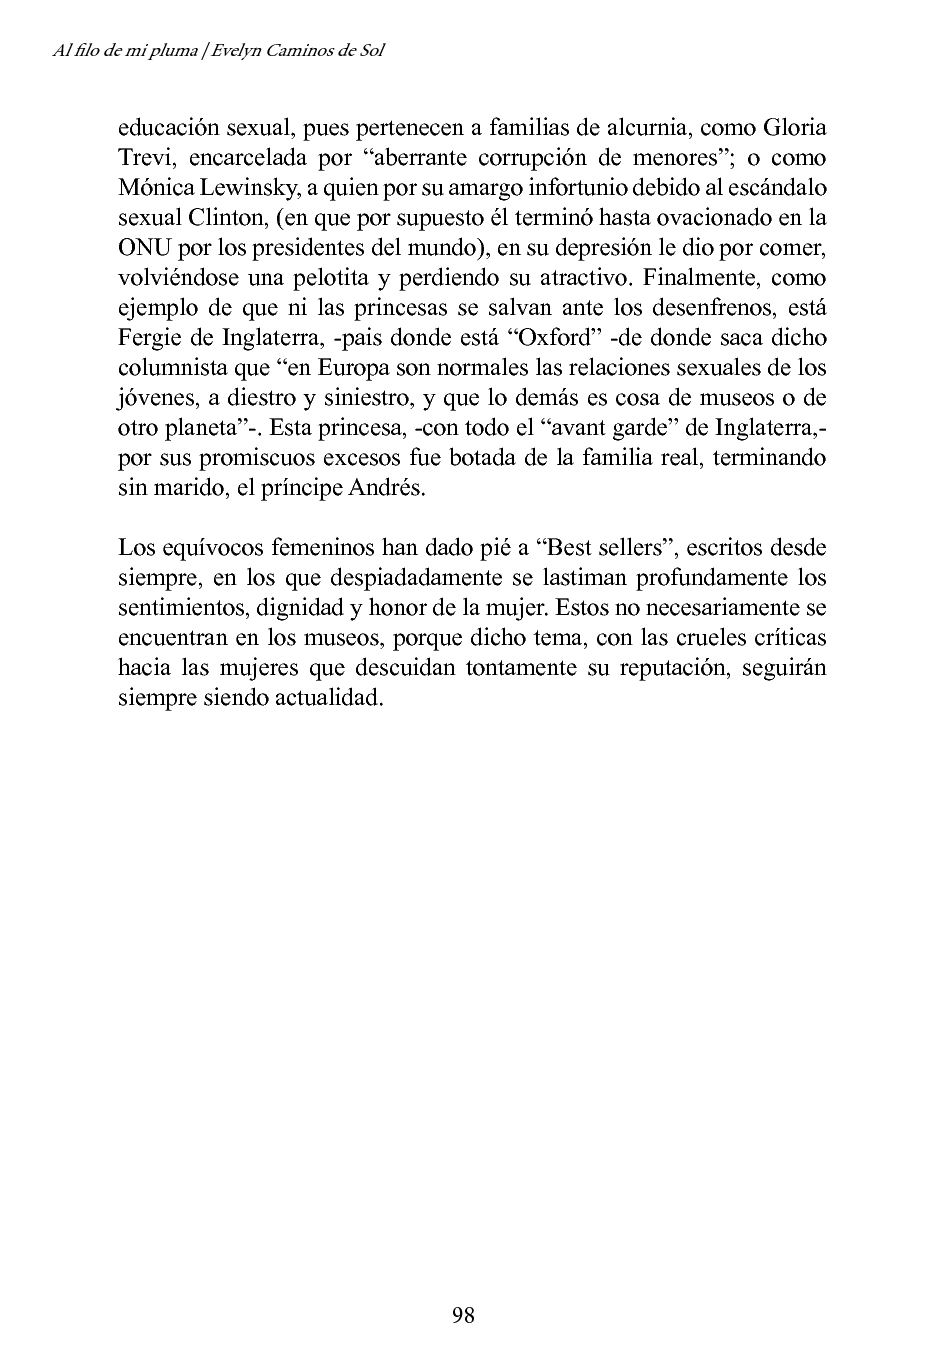 Al filo de mi pluma | Evelyn Caminos de Sol
educación sexual, pues pertenecen a familias de alcurnia, como Gloria
Trevi, encarcelada por “aberrante corrupción de menores”; o como
Mónica Lewinsky, a quien por su amargo infortunio debido al escándalo
sexual Clinton, (en que por supuesto él terminó hasta ovacionado en la
ONU por los presidentes del mundo), en su depresión le dio por comer,
volviéndose una pelotita y perdiendo su atractivo. Finalmente, como
ejemplo de que ni las princesas se salvan ante los desenfrenos, está
Fergie de Inglaterra, -pais donde está “Oxford” -de donde saca dicho
columnista que “en Europa son normales las relaciones sexuales de los
jóvenes, a diestro y siniestro, y que lo demás es cosa de museos o de
otro planeta”-. Esta princesa, -con todo el “avant garde” de Inglaterra,-
por sus promiscuos excesos fue botada de la familia real, terminando
sin marido, el príncipe Andrés.
Los equívocos femeninos han dado pié a “Best sellers”, escritos desde
siempre, en los que despiadadamente se lastiman profundamente los
sentimientos, dignidad y honor de la mujer. Estos no necesariamente se
encuentran en los museos, porque dicho tema, con las crueles críticas
hacia las mujeres que descuidan tontamente su reputación, seguirán
siempre siendo actualidad.
98